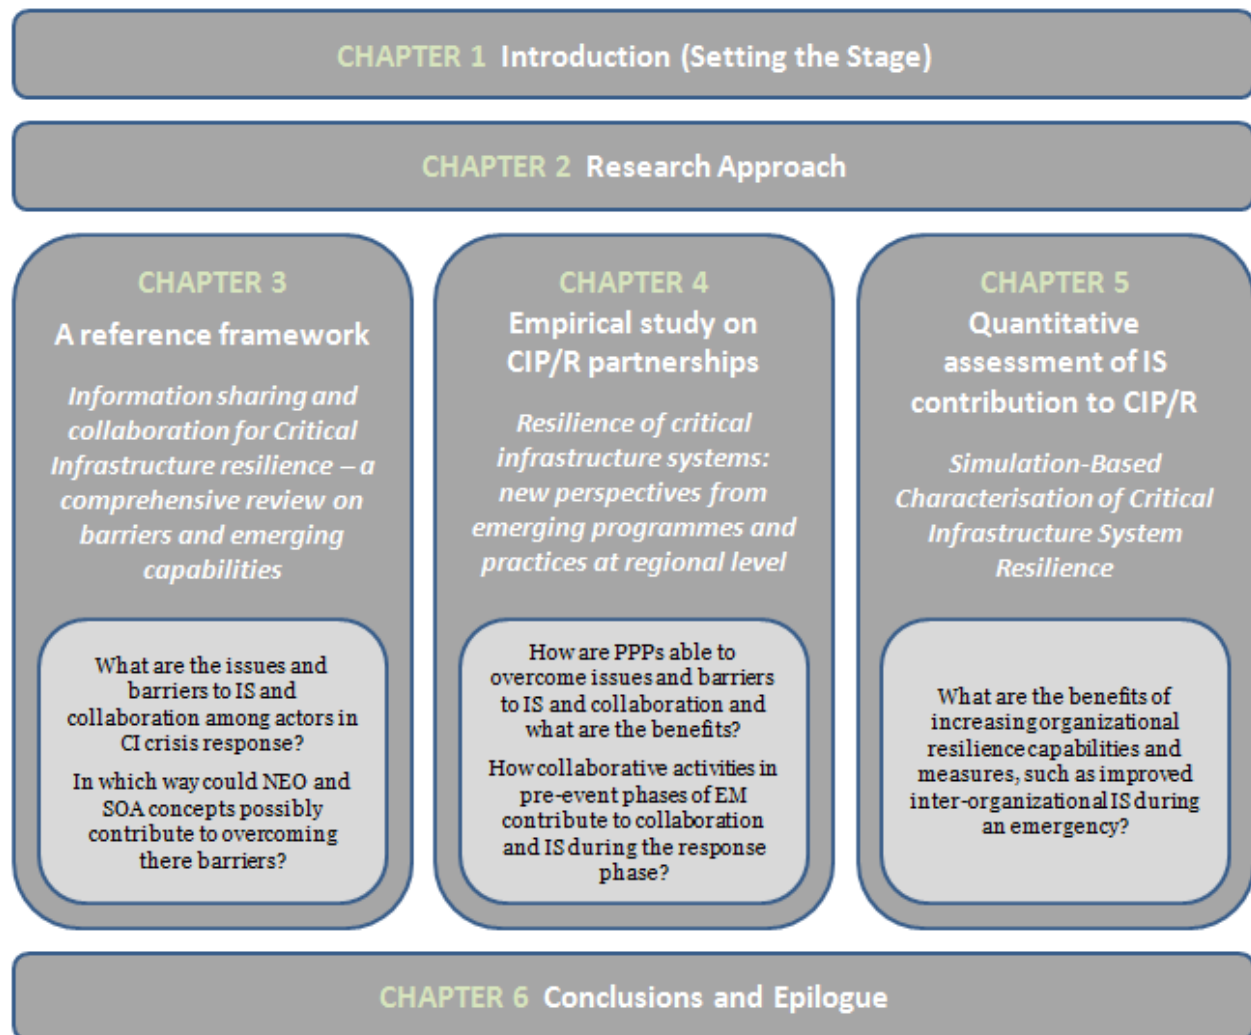 CHAPTER 1 Introduction (Setting the Stage)
CHAPTER 2 Research Approach
CHAPTER 3
A reference framework
Information sharing and
collaboration for Critical
Infrastructure resilience – a
comprehensive review on
barriers and emerging
capabilities
What are the issues and
barriers to IS and
collaboration among actors in
CI crisis response?
In which way could NEO and
SOA concepts possibly
contribute to overcoming
there barriers?
CHAPTER 4
Empirical study on
CIP/R partnerships
Resilience of critical
infrastructure systems:
new perspectives from
emerging programmes and
practices at regional level
How are PPPs able to
overcome issues and barriers
to IS and collaboration and
what are the benefits?
How collaborative activities in
pre-event phases of EM
contribute to collaboration
and IS during the response
phase?
CHAPTER 5
Quantitative
assessment of IS
contribution to CIP/R
Simulation-Based
Characterisation of Critical
Infrastructure System
Resilience
What are the benefits of
increasing organizational
resilience capabilities and
measures, such as improved
inter-organizational IS during
an emergency?
CHAPTER 6 Conclusions and Epilogue